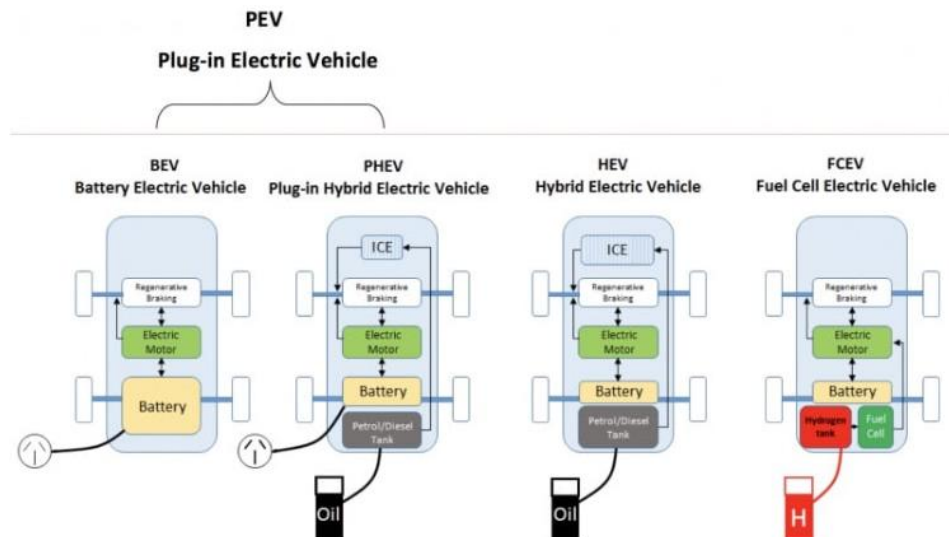 PEV
Plug-in Electric Vehicle
BEV
Battery Electric Vehicle
PHEV
Plug-in Hybrid Electric Vehicle
HEV
Hybrid Electric Vehicle
FCEV
Fuel Cell Electric Vehicle
Regenerative
Braking
Electric
Motor
Battery
ICE
Regenerative
Braking
Electric
Motor
Battery
Petrol/Diesel
Tank
Oil
ICE
Regenerative
Braking
Electric
Motor
Battery
Petrol/Diesel
Tank
Oil
Regenerative
Braking
Electric
Motor
Battery
Hydrogen
tank
Fuel
Cell
H